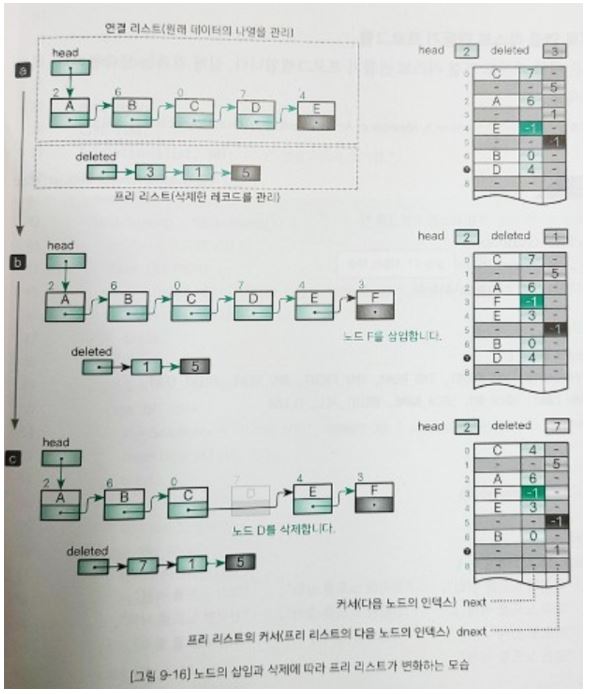 연결 리스트(원래 데이터의 나열을 관리)
head
a
2 6 0 7 4
A B C D E
deleted
3 1 5
프리 리스트(삭제한 레코드를 관리)
head 2 deleted 3
0 C 7 -
1 - 5
2 A 6 -
3 - 1
4 E -1 -
5 - -1
6 B 0 -
7 D 4 -
8 - - -
head
b
2 6 0 7 4 3
A B C D E F
노드 F를 삽입합니다.
deleted
1 5
head 2 deleted 1
0 C 7 -
1 - 5
2 A 6 -
3 F -1 -
4 E 3 -
5 - -1
6 B 0 -
7 D 4 -
8 - - -
head
c
2 6 0 7 4 3
A B C D E F
노드 D를 삭제합니다.
deleted
7 1 5
head 2 deleted 7
0 C 4 -
1 - 5
2 A 6 -
3 F -1 -
4 E 3 -
5 - -1
6 B 0 -
7 - 1
8 - - -
커서(다음 노드의 인덱스) next
프리 리스트의 커서(프리 리스트의 다음 노드의 인덱스) dnext
[그림 9-16] 노드의 삽입과 삭제에 따라 프리 리스트가 변화하는 모습